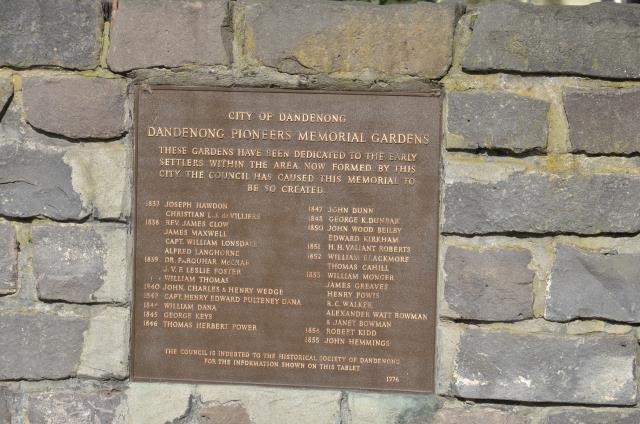 CITY OF DANDENONG
DANDENONG PIONEERS MEMORIAL GARDENS
THESE GARDENS HAVE BEEN DEDICATED TO THE EARLY
SETTLERS WITHIN THE AREA NOW FORMED BY THIS
CITY. THE COUNCIL HAS CAUSED THIS MEMORIAL TO
BE SO CREATED
1837 JOSEPH HAWDON
CHRISTIAN L.J. de VILLIERS
1838 REV. JAMES CLOW
JAMES MAXWELL
CAPT. WILLIAM LONSDALE
ALFRED LANGHORNE
1839 DR. FARQUHAR McCRAE
J.V.F. LESLIE FOSTER
WILLIAM THOMAS
1840 JOHN, CHARLES & HENRY WEDGE
CAPT. HENRY EDWARD PULTENEY DANA
WILLIAM DANA
1845 GEORGE KEYS
1846 THOMAS HERBERT POWER
1847 JOHN DUNN
1848 GEORGE K. DUNBAR
1850 JOHN WOOD BEILBY
EDWARD KIRKHAM
1851 H.H. VALIANT ROBERTS
1852 WILLIAM BLACKMORE
THOMAS CAHILL
1853 WILLIAM MONGER
JAMES GREAVES
HENRY POWIS
R.C. WALKER
ALEXANDER WATT BOWMAN
& JANET BOWMAN
1854 ROBERT KIDD
1855 JOHN HEMMINGS
THE COUNCIL IS INDEBTED TO THE HISTORICAL SOCIETY OF DANDENONG
FOR THE INFORMATION SHOWN ON THIS TABLET
1976